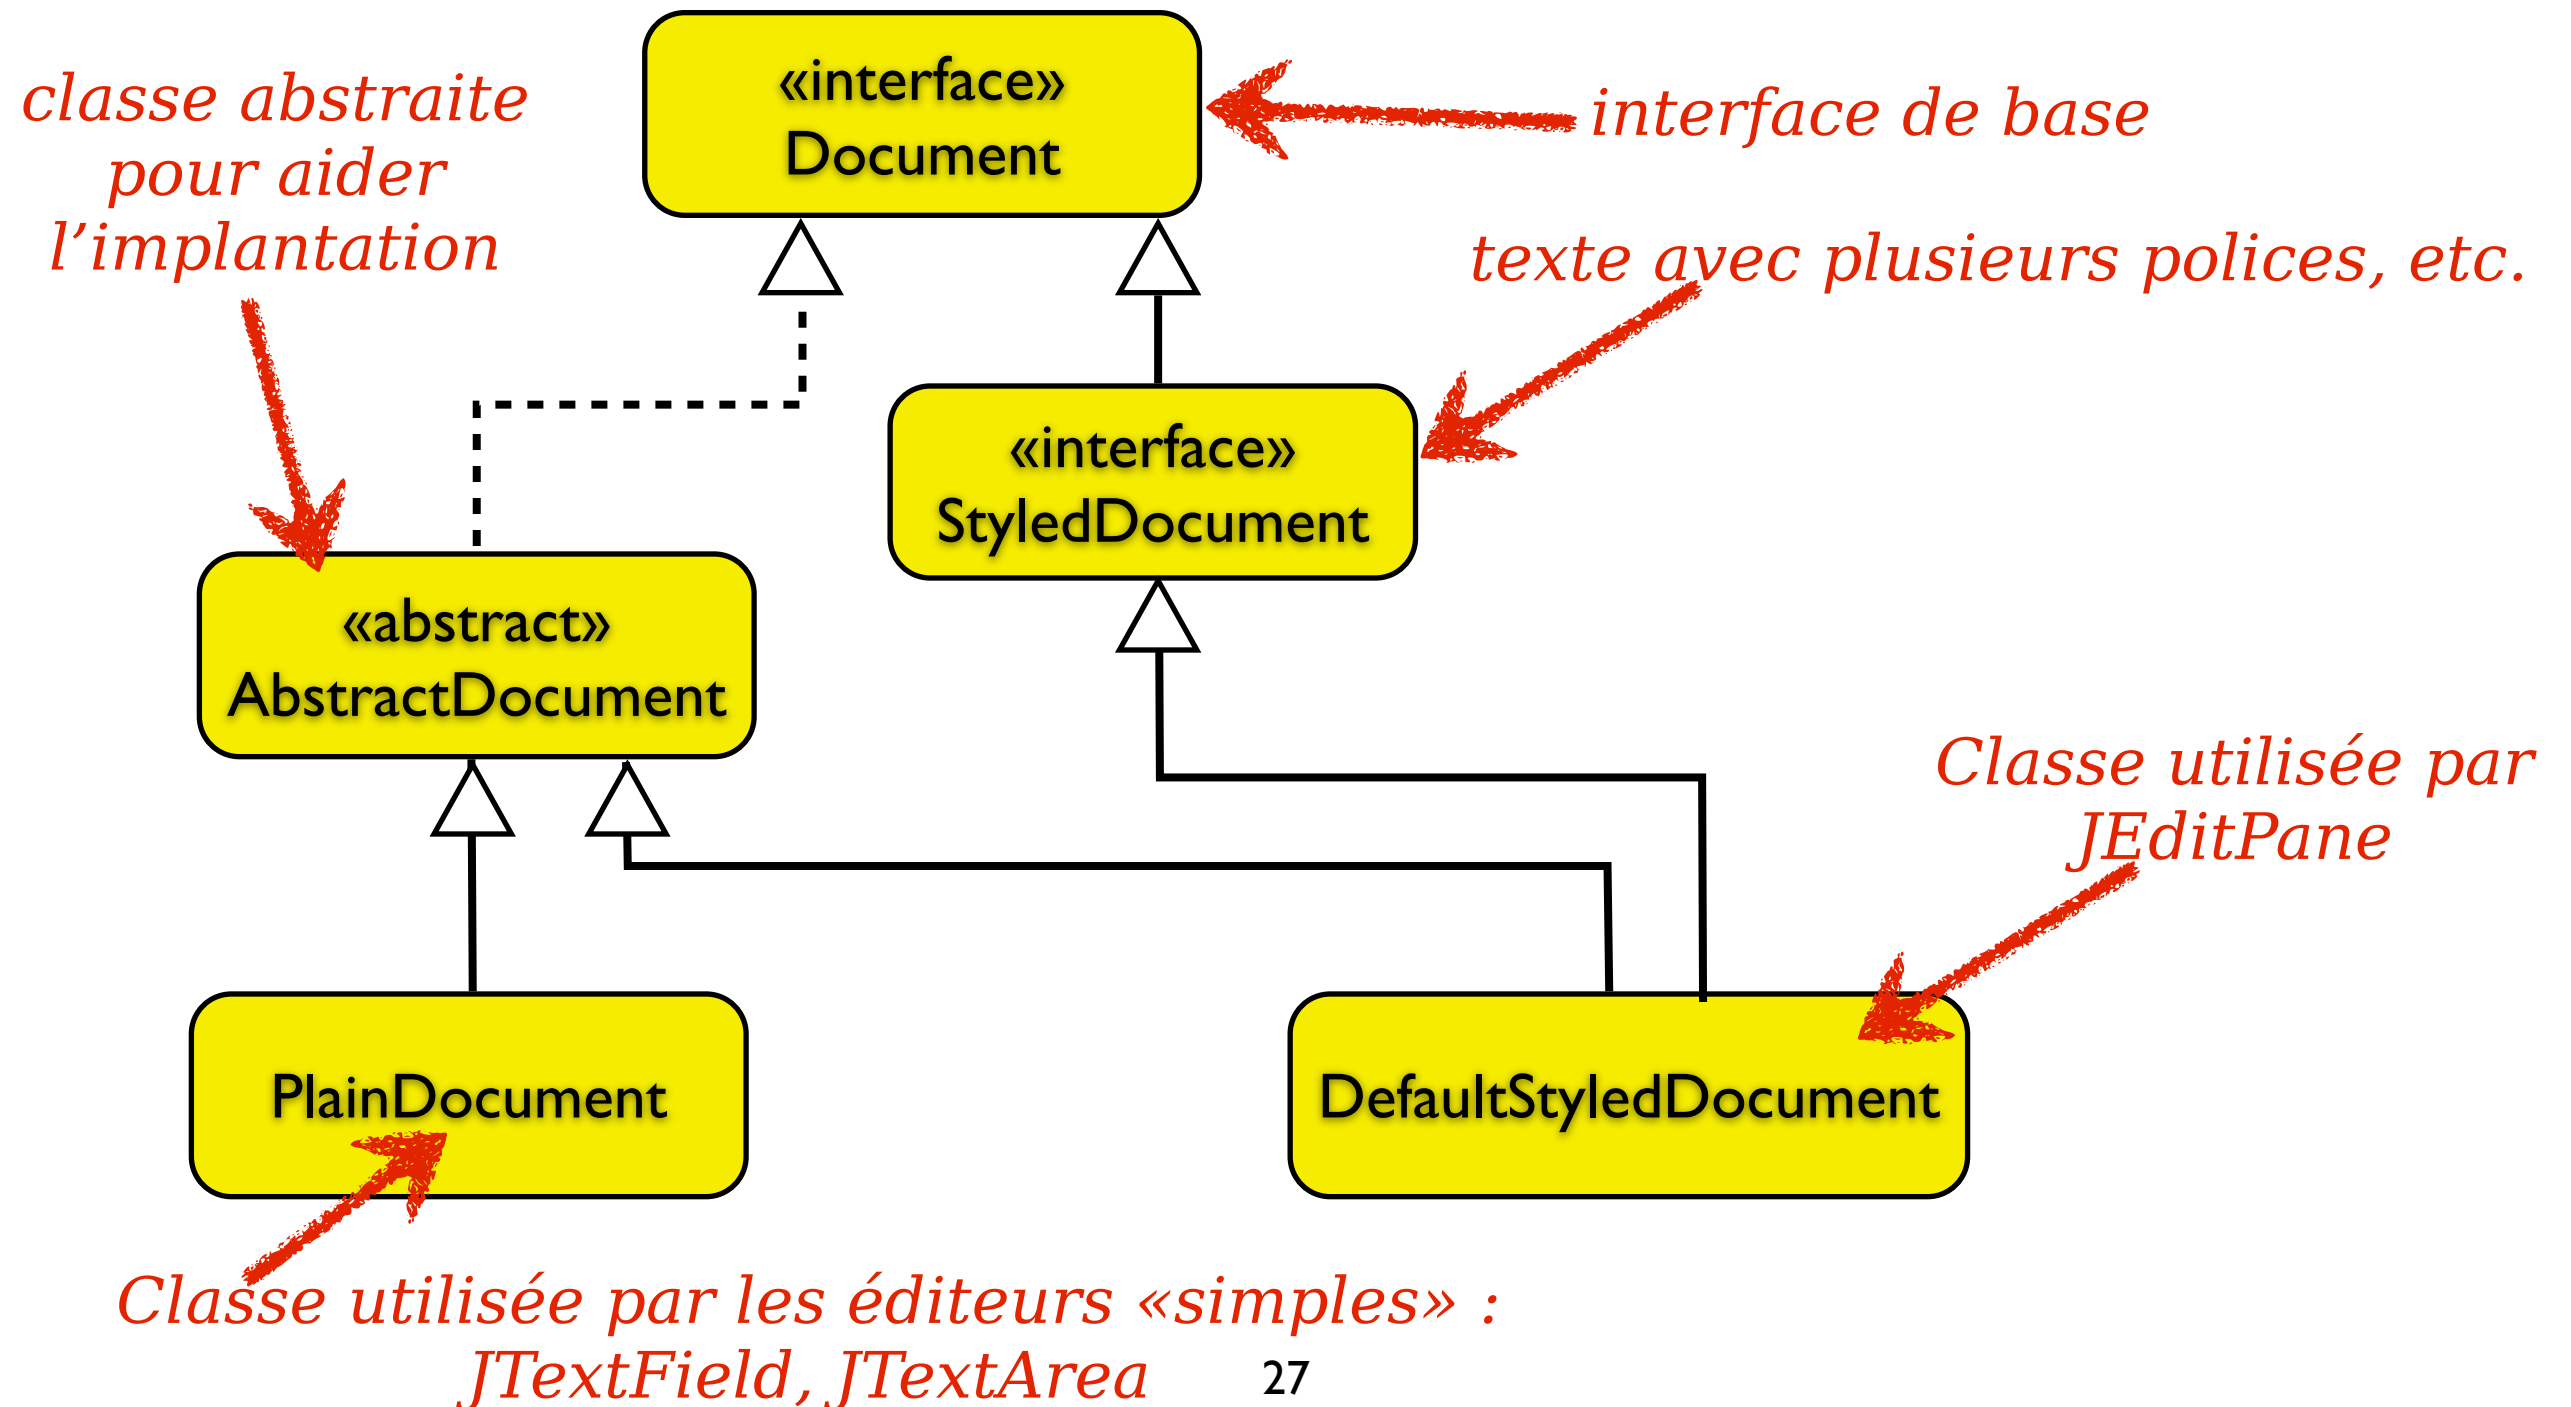 «interface»
Document
interface de base
classe abstraite
pour aider
l’implantation
texte avec plusieurs polices, etc.
«interface»
StyledDocument
«abstract»
AbstractDocument
Classe utilisée par
JEditPane
PlainDocument
DefaultStyledDocument
Classe utilisée par les éditeurs «simples» :
JTextField, JTextArea
27